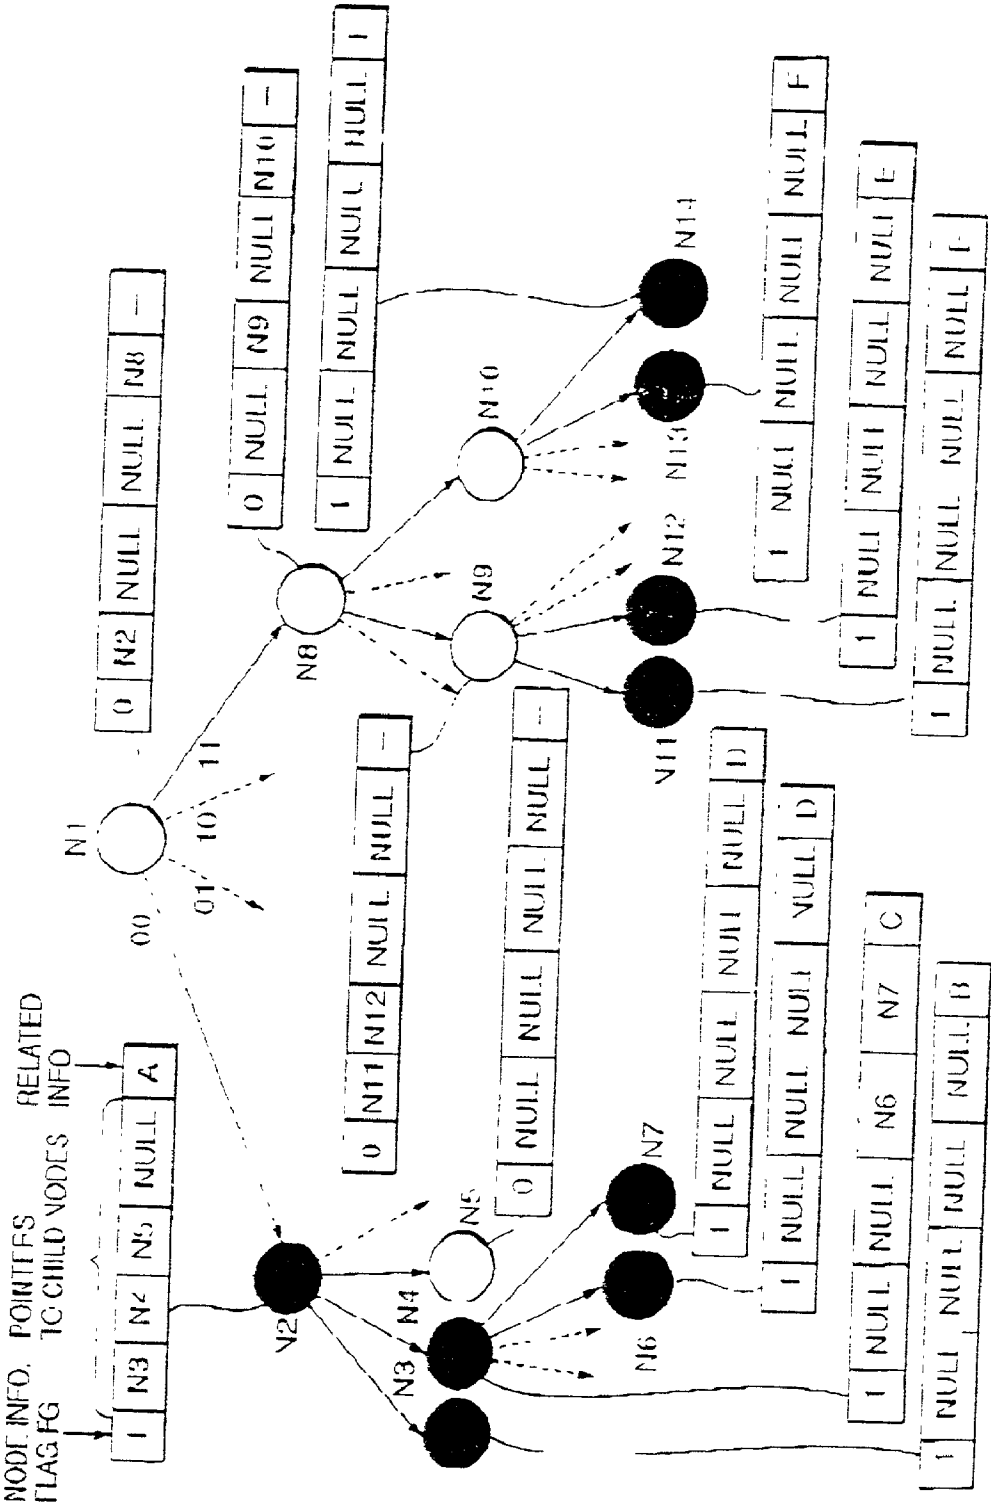 NODE INFO. FLAG FG
POINTERS TO CHILD NODES
RELATED INFO
1 N3 N4 N5 NULL A
N1
0 N2 NULL NULL N8 —
00
01
10
11
N2
N8
0 NULL N9 NULL N10 —
1 NULL NULL NULL NULL
0 N11 N12 NULL NULL —
N3
N4
N5
N9
N10
0 NULL NULL NULL NULL —
N6
N7
N11
N12
N13
N14
1 NULL NULL NULL NULL D
1 NULL NULL NULL NULL D
1 NULL NULL N6 N7 C
1 NULL NULL NULL NULL B
1 NULL NULL NULL NULL F
1 NULL NULL NULL NULL E
1 NULL NULL NULL NULL